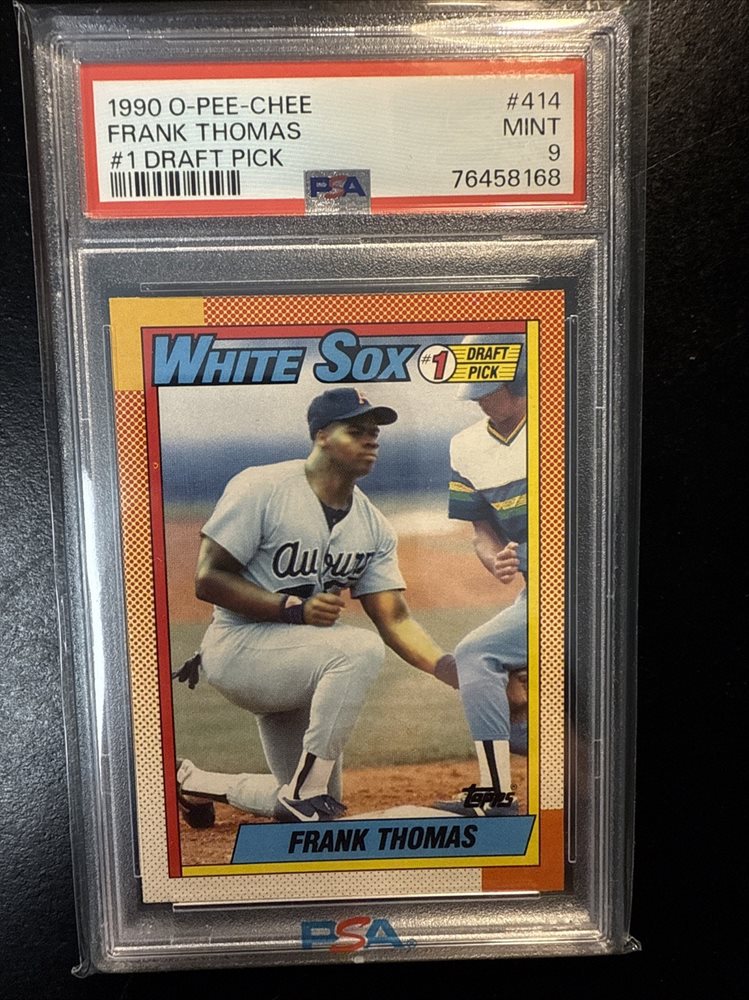 1990 O-PEE-CHEE #414
FRANK THOMAS MINT
#1 DRAFT PICK 9
PSA 76458168
WHITE SOX #1 DRAFT PICK
Auburn
Topps
FRANK THOMAS
PSA